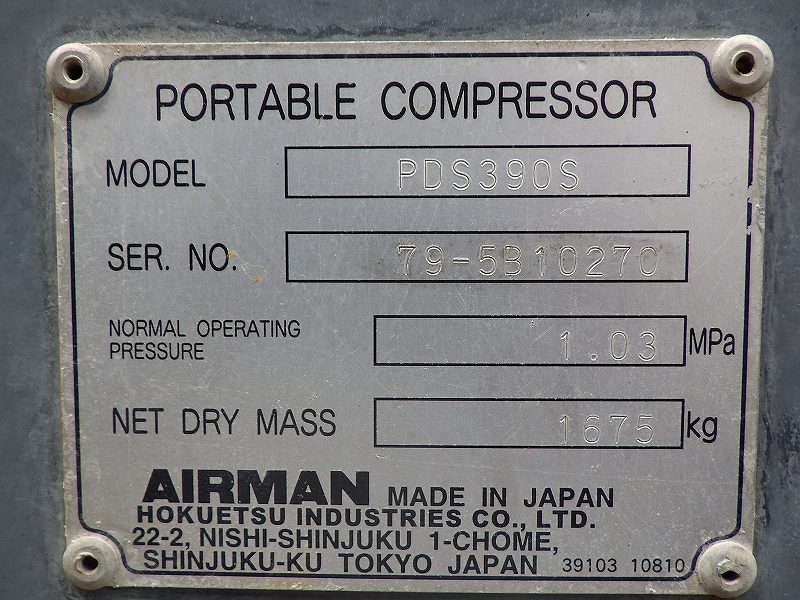 PORTABLE COMPRESSOR
MODEL PDS390S
SER. NO. 79-5B10270
NORMAL OPERATING
PRESSURE 1.03 MPa
NET DRY MASS 1675 kg
AIRMAN MADE IN JAPAN
HOKUETSU INDUSTRIES CO., LTD.
22-2, NISHI-SHINJUKU 1-CHOME,
SHINJUKU-KU TOKYO JAPAN 39103 10810